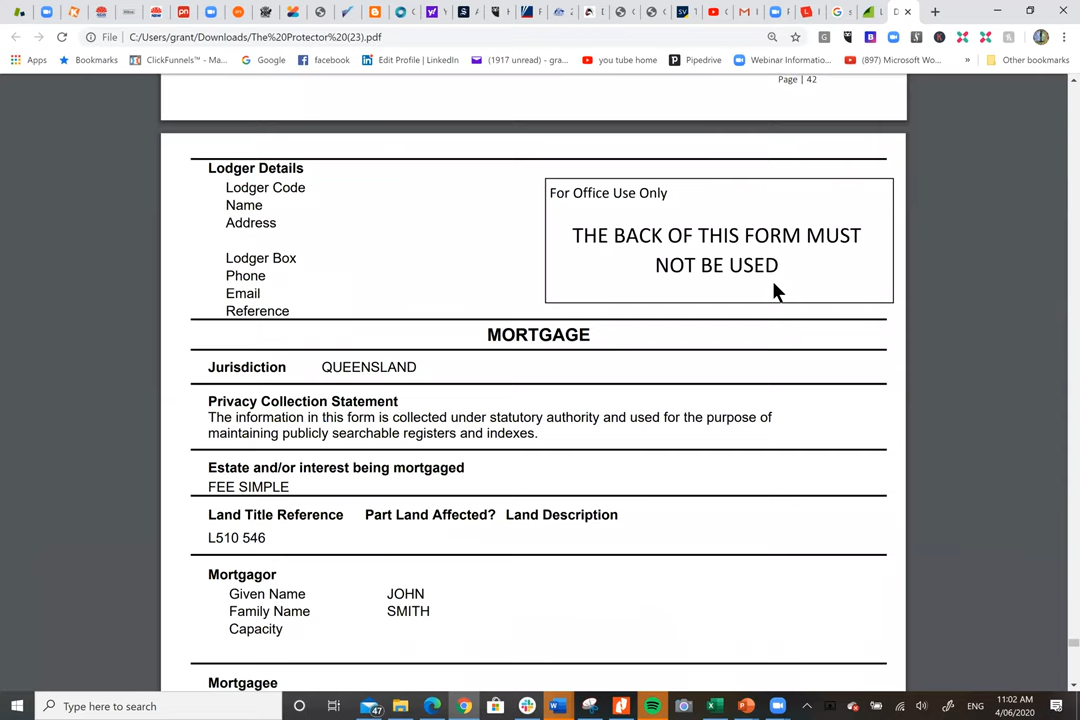 File
C:/Users/grant/Downloads/The%20Protector%20(23).pdf
Apps
Bookmarks
ClickFunnels™ - Ma...
Google
facebook
Edit Profile | LinkedIn
(1917 unread) - gra...
you tube home
Pipedrive
Webinar Informatio...
(897) Microsoft Wo...
»
Other bookmarks
Page | 42
Lodger Details
Lodger Code
Name
Address
Lodger Box
Phone
Email
Reference
For Office Use Only
THE BACK OF THIS FORM MUST
NOT BE USED
MORTGAGE
Jurisdiction QUEENSLAND
Privacy Collection Statement
The information in this form is collected under statutory authority and used for the purpose of
maintaining publicly searchable registers and indexes.
Estate and/or interest being mortgaged
FEE SIMPLE
Land Title Reference Part Land Affected? Land Description
L510 546
Mortgagor
Given Name JOHN
Family Name SMITH
Capacity
Mortgagee
Type here to search
47
ENG
11:02 AM
4/06/2020